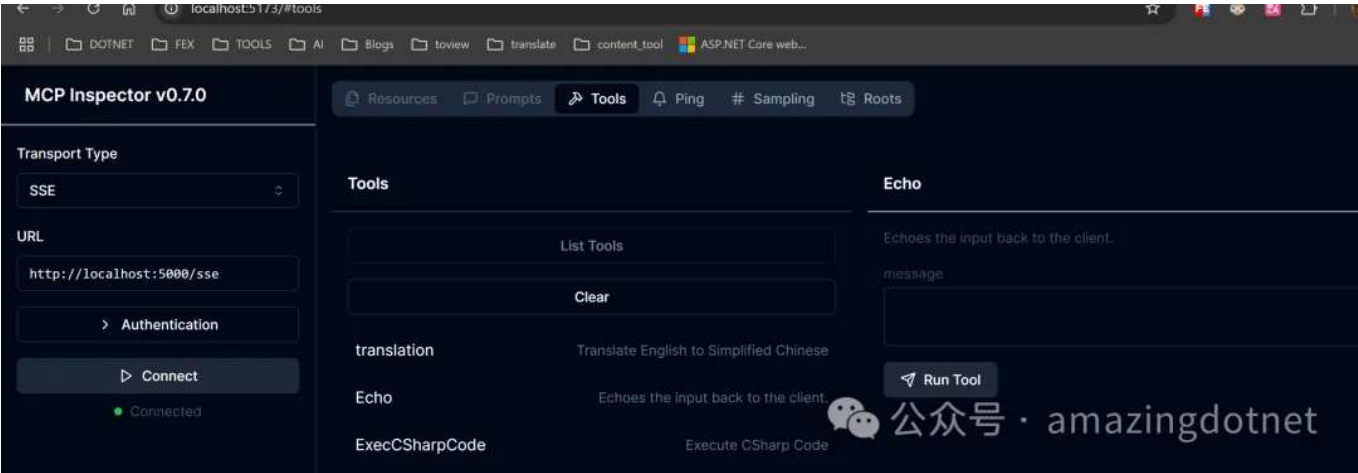 localhost:5173/#tools
DOTNET FEX TOOLS AI Blogs toview translate content_tool ASP.NET Core web...
MCP Inspector v0.7.0
Resources Prompts Tools Ping # Sampling Roots
Transport Type
SSE
URL
http://localhost:5000/sse
Authentication
Connect
Connected
Tools
List Tools
Clear
translation Translate English to Simplified Chinese
Echo Echoes the input back to the client.
ExecCSharpCode Execute CSharp Code
Echo
Echoes the input back to the client.
message
Run Tool
公众号 · amazingdotnet